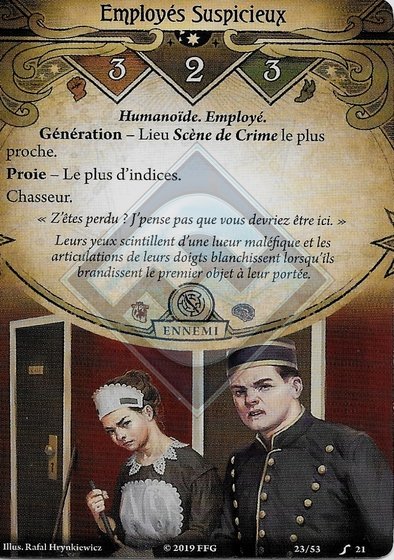 Employés Suspicieux
3 2 3
Humanoïde. Employé.
Génération – Lieu Scène de Crime le plus
proche.
Proie – Le plus d'indices.
Chasseur.
« Z'êtes perdu ? J'pense pas que vous devriez être ici. »
Leurs yeux scintillent d'une lueur maléfique et les
articulations de leurs doigts blanchissent lorsqu'ils
brandissent le premier objet à leur portée.
ENNEMI
Illus. Rafal Hrynkiewicz © 2019 FFG 23/53 21